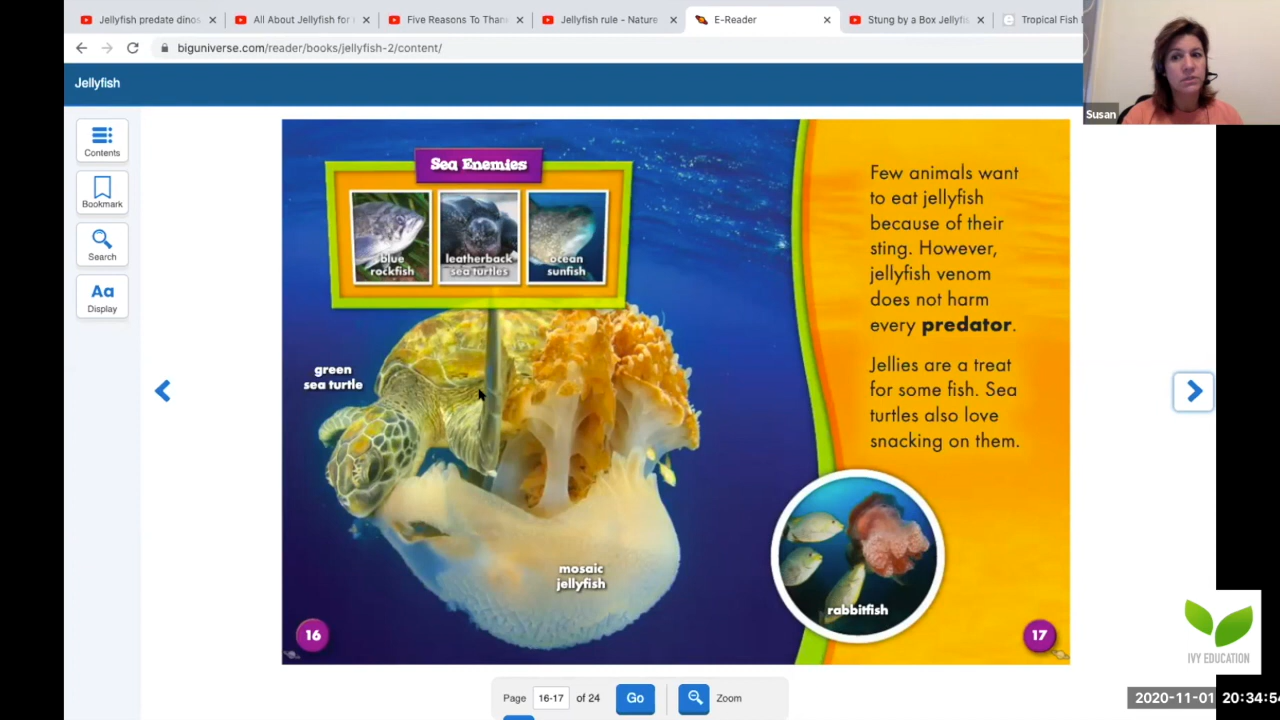 Jellyfish predate dinos
All About Jellyfish for
Five Reasons To Than
Jellyfish rule - Nature
E-Reader
Stung by a Box Jellyfi
Tropical Fish
biguniverse.com/reader/books/jellyfish-2/content/
Jellyfish
Susan
Contents
Bookmark
Search
Aa
Display
Sea Enemies
blue
rockfish
leatherback
sea turtles
ocean
sunfish
green
sea turtle
mosaic
jellyfish
16
Few animals want
to eat jellyfish
because of their
sting. However,
jellyfish venom
does not harm
every predator.
Jellies are a treat
for some fish. Sea
turtles also love
snacking on them.
rabbitfish
17
IVY EDUCATION
Page 16-17 of 24 Go Zoom
2020-11-01 20:34:54